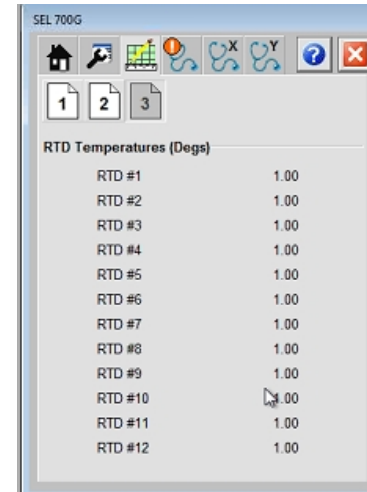 SEL 700G
X Y ?
1 2 3
RTD Temperatures (Degs)
RTD #1 1.00
RTD #2 1.00
RTD #3 1.00
RTD #4 1.00
RTD #5 1.00
RTD #6 1.00
RTD #7 1.00
RTD #8 1.00
RTD #9 1.00
RTD #10 .00
RTD #11 1.00
RTD #12 1.00